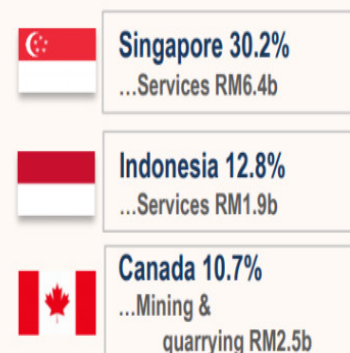 Singapore 30.2%
...Services RM6.4b
Indonesia 12.8%
...Services RM1.9b
Canada 10.7%
...Mining &
quarrying RM2.5b